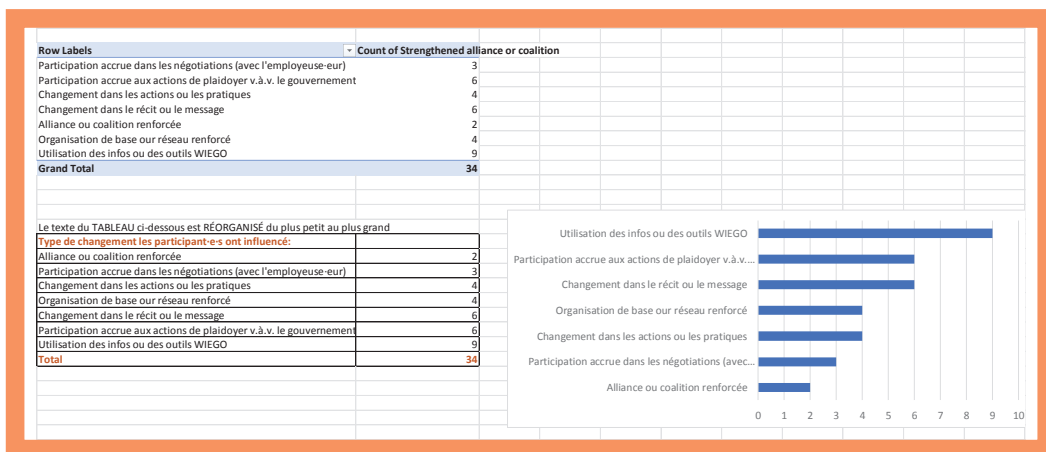 Row Labels Count of Strengthened alliance or coalition
Participation accrue dans les négotiations (avec l'employeuse·eur) 3
Participation accrue aux actions de plaidoyer v.à.v. le gouvernement 6
Changement dans les actions ou les pratiques 4
Changement dans le récit ou le message 6
Alliance ou coalition renforcée 2
Organisation de base our réseau renforcé 4
Utilisation des infos ou des outils WIEGO 9
Grand Total 34
Le texte du TABLEAU ci-dessous est RÉORGANISÉ du plus petit au plus grand
Type de changement les participant·e·s ont influencé:
Alliance ou coalition renforcée 2
Participation accrue dans les négotiations (avec l'employeuse·eur) 3
Changement dans les actions ou les pratiques 4
Organisation de base our réseau renforcé 4
Changement dans le récit ou le message 6
Participation accrue aux actions de plaidoyer v.à.v. le gouvernement 6
Utilisation des infos ou des outils WIEGO 9
Total 34
Utilisation des infos ou des outils WIEGO
Participation accrue aux actions de plaidoyer v.à.v....
Changement dans le récit ou le message
Organisation de base our réseau renforcé
Changement dans les actions ou les pratiques
Participation accrue dans les négotiations (avec...
Alliance ou coalition renforcée
0 1 2 3 4 5 6 7 8 9 10